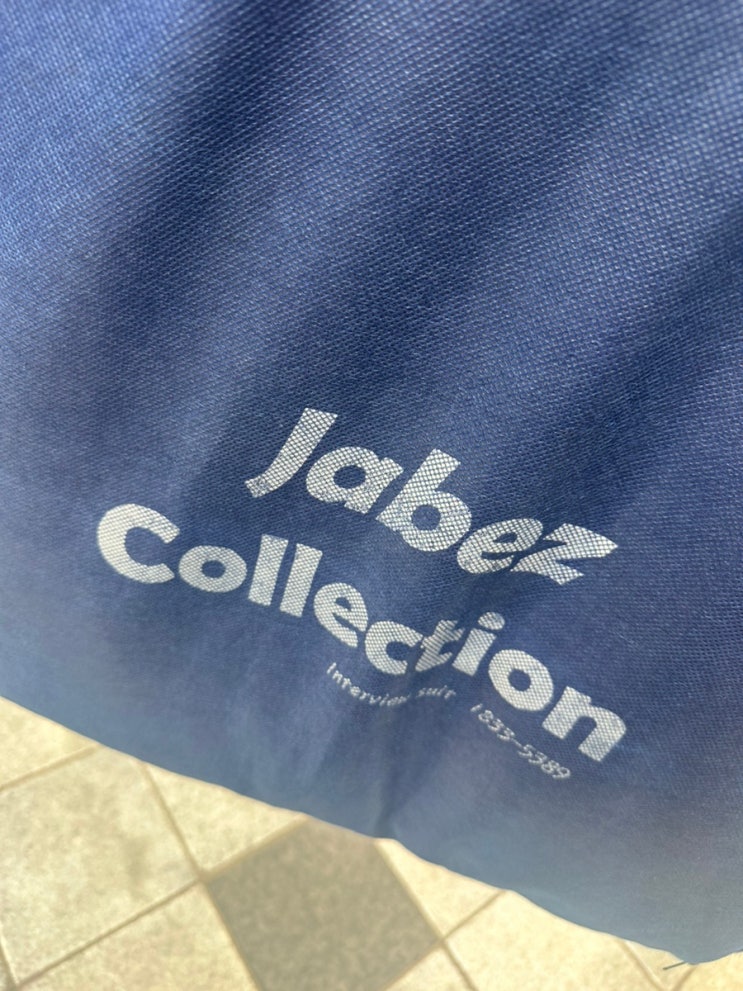 Jabez
Collection
Interview suit 1833-5389